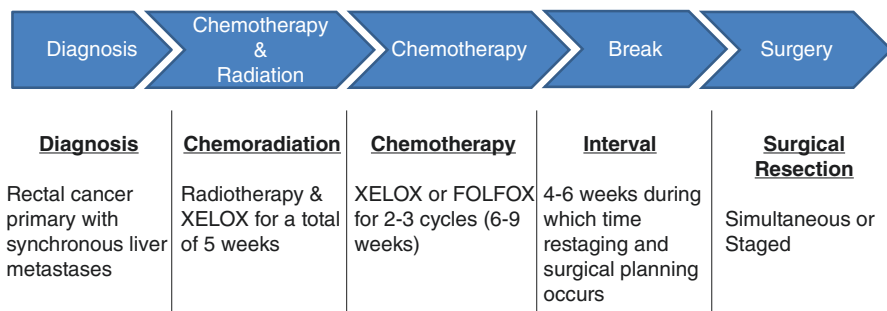 Diagnosis
Chemotherapy
&
Radiation
Chemotherapy
Break
Surgery
Diagnosis
Rectal cancer
primary with
synchronous liver
metastases
Chemoradiation
Radiotherapy &
XELOX for a total
of 5 weeks
Chemotherapy
XELOX or FOLFOX
for 2-3 cycles (6-9
weeks)
Interval
4-6 weeks during
which time
restaging and
surgical planning
occurs
Surgical
Resection
Simultaneous or
Staged